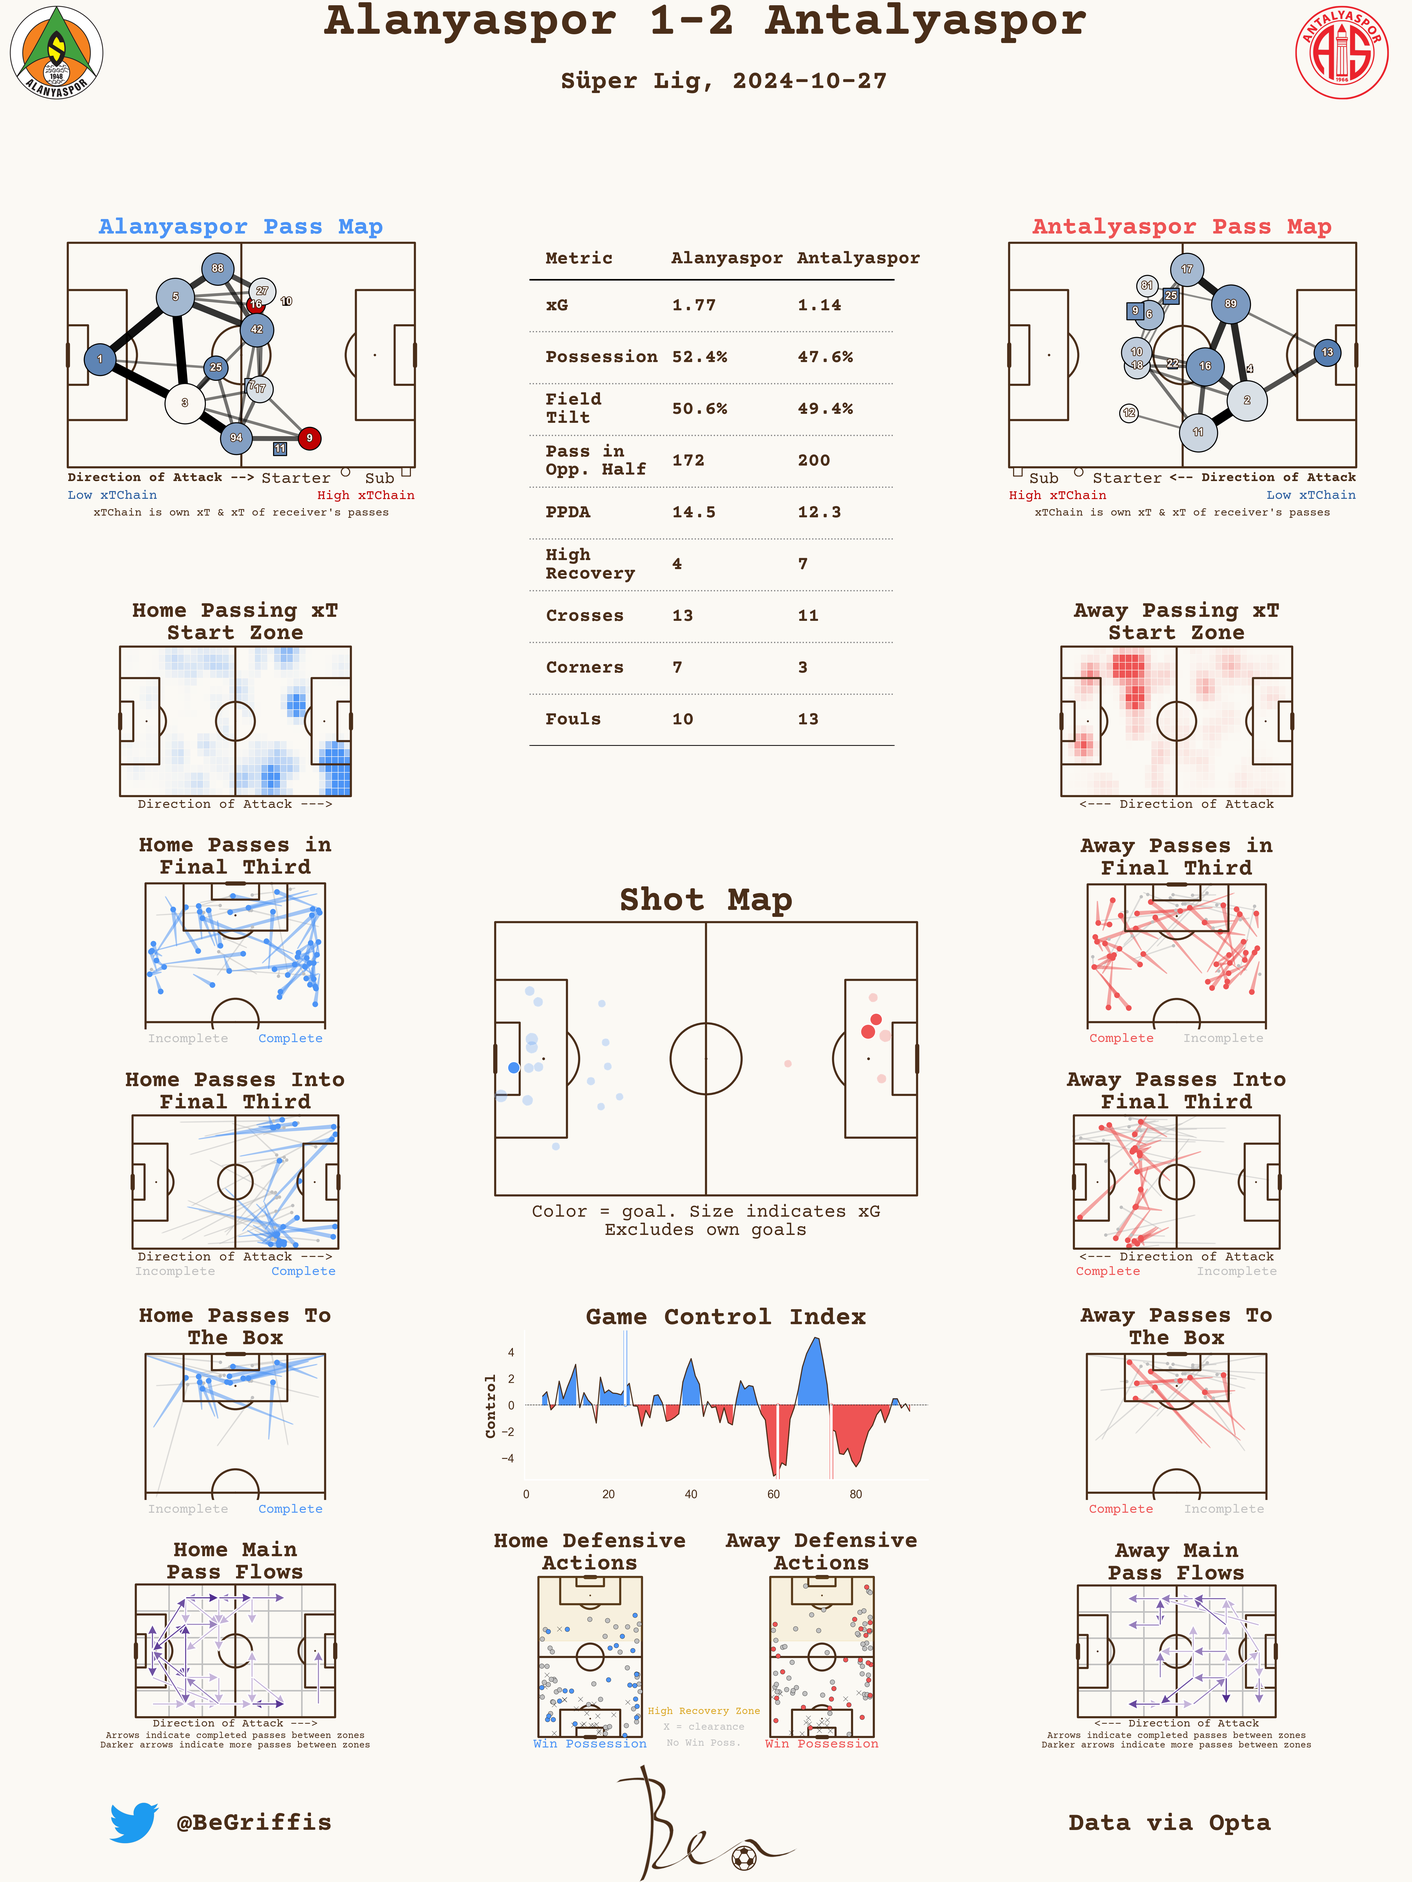 Alanyaspor 1-2 Antalyaspor
Süper Lig, 2024-10-27
ALANYASPOR
1948
ANTALYASPOR
1966
Alanyaspor Pass Map
88
5
27
16
10
42
1
25
7
17
3
94
9
11
Direction of Attack --> Starter Sub
Low xTChain High xTChain
xTChain is own xT & xT of receiver's passes
Metric Alanyaspor Antalyaspor
xG 1.77 1.14
Possession 52.4% 47.6%
Field
Tilt 50.6% 49.4%
Pass in
Opp. Half 172 200
PPDA 14.5 12.3
High
Recovery 4 7
Crosses 13 11
Corners 7 3
Fouls 10 13
Antalyaspor Pass Map
17
81
25
9
6
89
10
18
22
16
4
13
2
12
11
Sub Starter <-- Direction of Attack
High xTChain Low xTChain
xTChain is own xT & xT of receiver's passes
Home Passing xT
Start Zone
Direction of Attack --->
Away Passing xT
Start Zone
<--- Direction of Attack
Home Passes in
Final Third
Incomplete Complete
Away Passes in
Final Third
Complete Incomplete
Shot Map
Color = goal. Size indicates xG
Excludes own goals
Home Passes Into
Final Third
Direction of Attack --->
Incomplete Complete
Away Passes Into
Final Third
<--- Direction of Attack
Complete Incomplete
Home Passes To
The Box
Incomplete Complete
Game Control Index
Control
4
2
0
−2
−4
0 20 40 60 80
Away Passes To
The Box
Complete Incomplete
Home Main
Pass Flows
Direction of Attack --->
Arrows indicate completed passes between zones
Darker arrows indicate more passes between zones
Home Defensive
Actions
Win Possession
High Recovery Zone
X = clearance
No Win Poss.
Away Defensive
Actions
Win Possession
Away Main
Pass Flows
<--- Direction of Attack
Arrows indicate completed passes between zones
Darker arrows indicate more passes between zones
@BeGriffis
Ben
Data via Opta